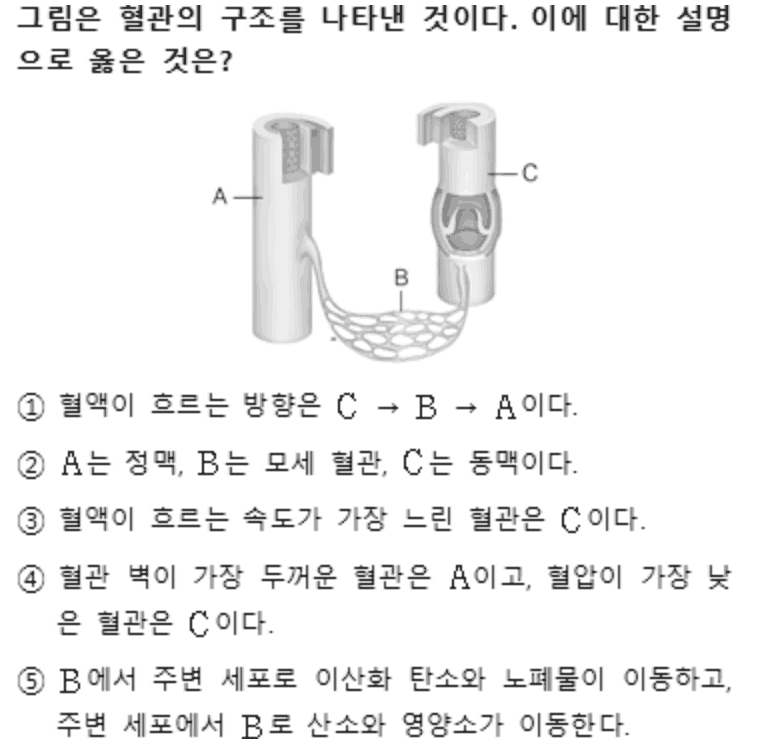 그림은 혈관의 구조를 나타낸 것이다. 이에 대한 설명
으로 옳은 것은?
A
C
B
① 혈액이 흐르는 방향은 C → B → A이다.
② A는 정맥, B는 모세 혈관, C는 동맥이다.
③ 혈액이 흐르는 속도가 가장 느린 혈관은 C이다.
④ 혈관 벽이 가장 두꺼운 혈관은 A이고, 혈압이 가장 낮
은 혈관은 C이다.
⑤ B에서 주변 세포로 이산화 탄소와 노폐물이 이동하고,
주변 세포에서 B로 산소와 영양소가 이동한다.